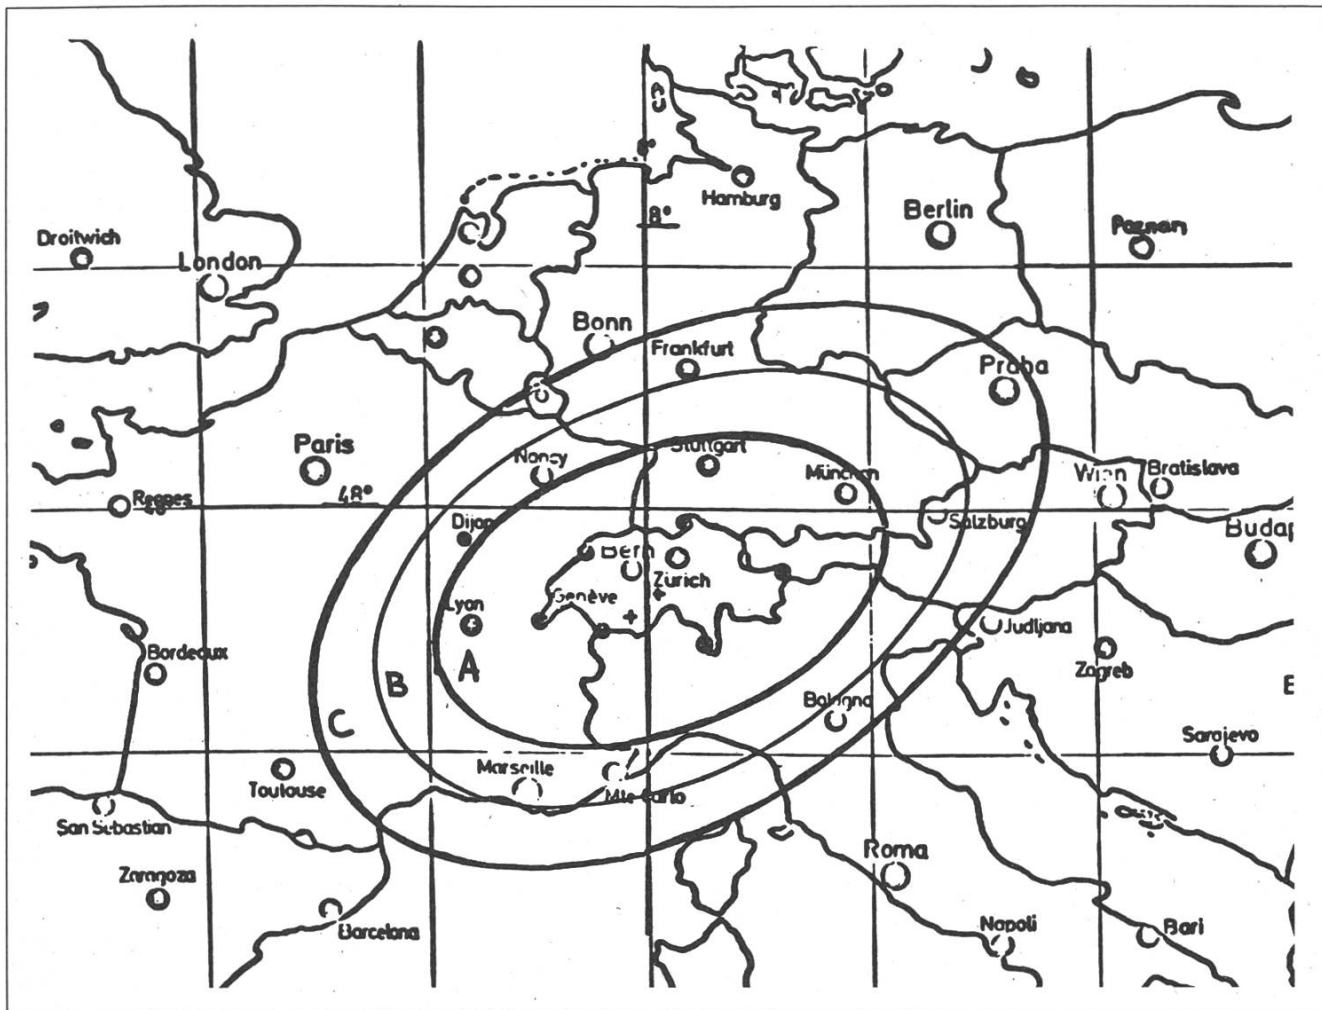 8°
Hamburg
8°
Berlin
Poznan
Droitwich
London
Bonn
Frankfurt
Praha
Paris
Nancy
Stuttgart
München
Wien
Bratislava
Rennes
48°
Dijon
Salzburg
Budap
Bern
Zürich
Genève
Lyon
Judljana
Bordeaux
A
B
Zagreb
E
Bologna
C
Sarajevo
Marseille
Toulouse
Mte Carlo
San Sebastian
Roma
Zaragoza
Barcelona
Napoli
Bari